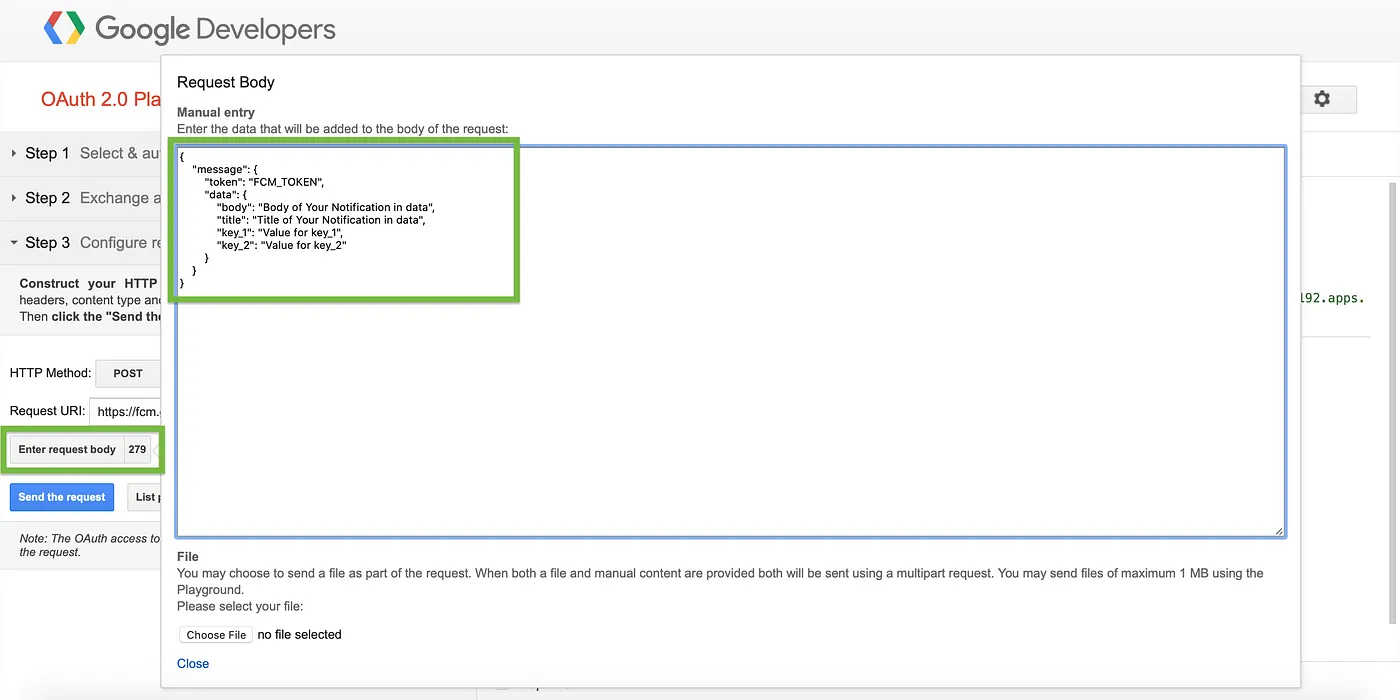 Google Developers
Request Body
OAuth 2.0 Pla
Manual entry
Enter the data that will be added to the body of the request:
Step 1 Select & au
Step 2 Exchange a
Step 3 Configure re
{
"message": {
"token": "FCM_TOKEN",
"data": {
"body": "Body of Your Notification in data",
"title": "Title of Your Notification in data",
"key_1": "Value for key_1",
"key_2": "Value for key_2"
}
}
}
Construct your HTTP
headers, content type and
Then click the "Send the
192.apps.
HTTP Method: POST
Request URI: https://fcm.
Enter request body 279
Send the request List
Note: The OAuth access to
the request.
File
You may choose to send a file as part of the request. When both a file and manual content are provided both will be sent using a multipart request. You may send files of maximum 1 MB using the
Playground.
Please select your file:
Choose File no file selected
Close